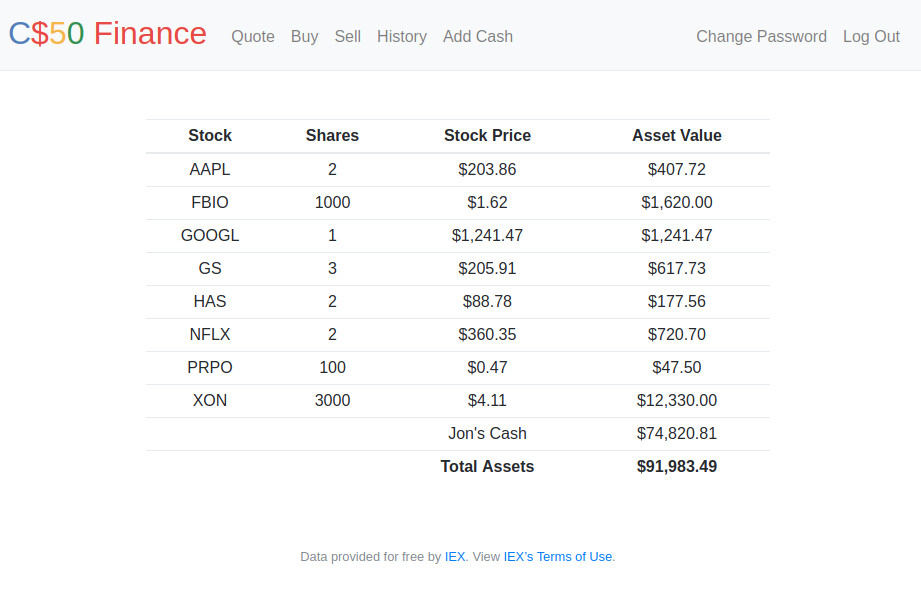 C$50 Finance Quote Buy Sell History Add Cash Change Password Log Out
Stock Shares Stock Price Asset Value
AAPL 2 $203.86 $407.72
FBIO 1000 $1.62 $1,620.00
GOOGL 1 $1,241.47 $1,241.47
GS 3 $205.91 $617.73
HAS 2 $88.78 $177.56
NFLX 2 $360.35 $720.70
PRPO 100 $0.47 $47.50
XON 3000 $4.11 $12,330.00
Jon's Cash $74,820.81
Total Assets $91,983.49
Data provided for free by IEX. View IEX's Terms of Use.